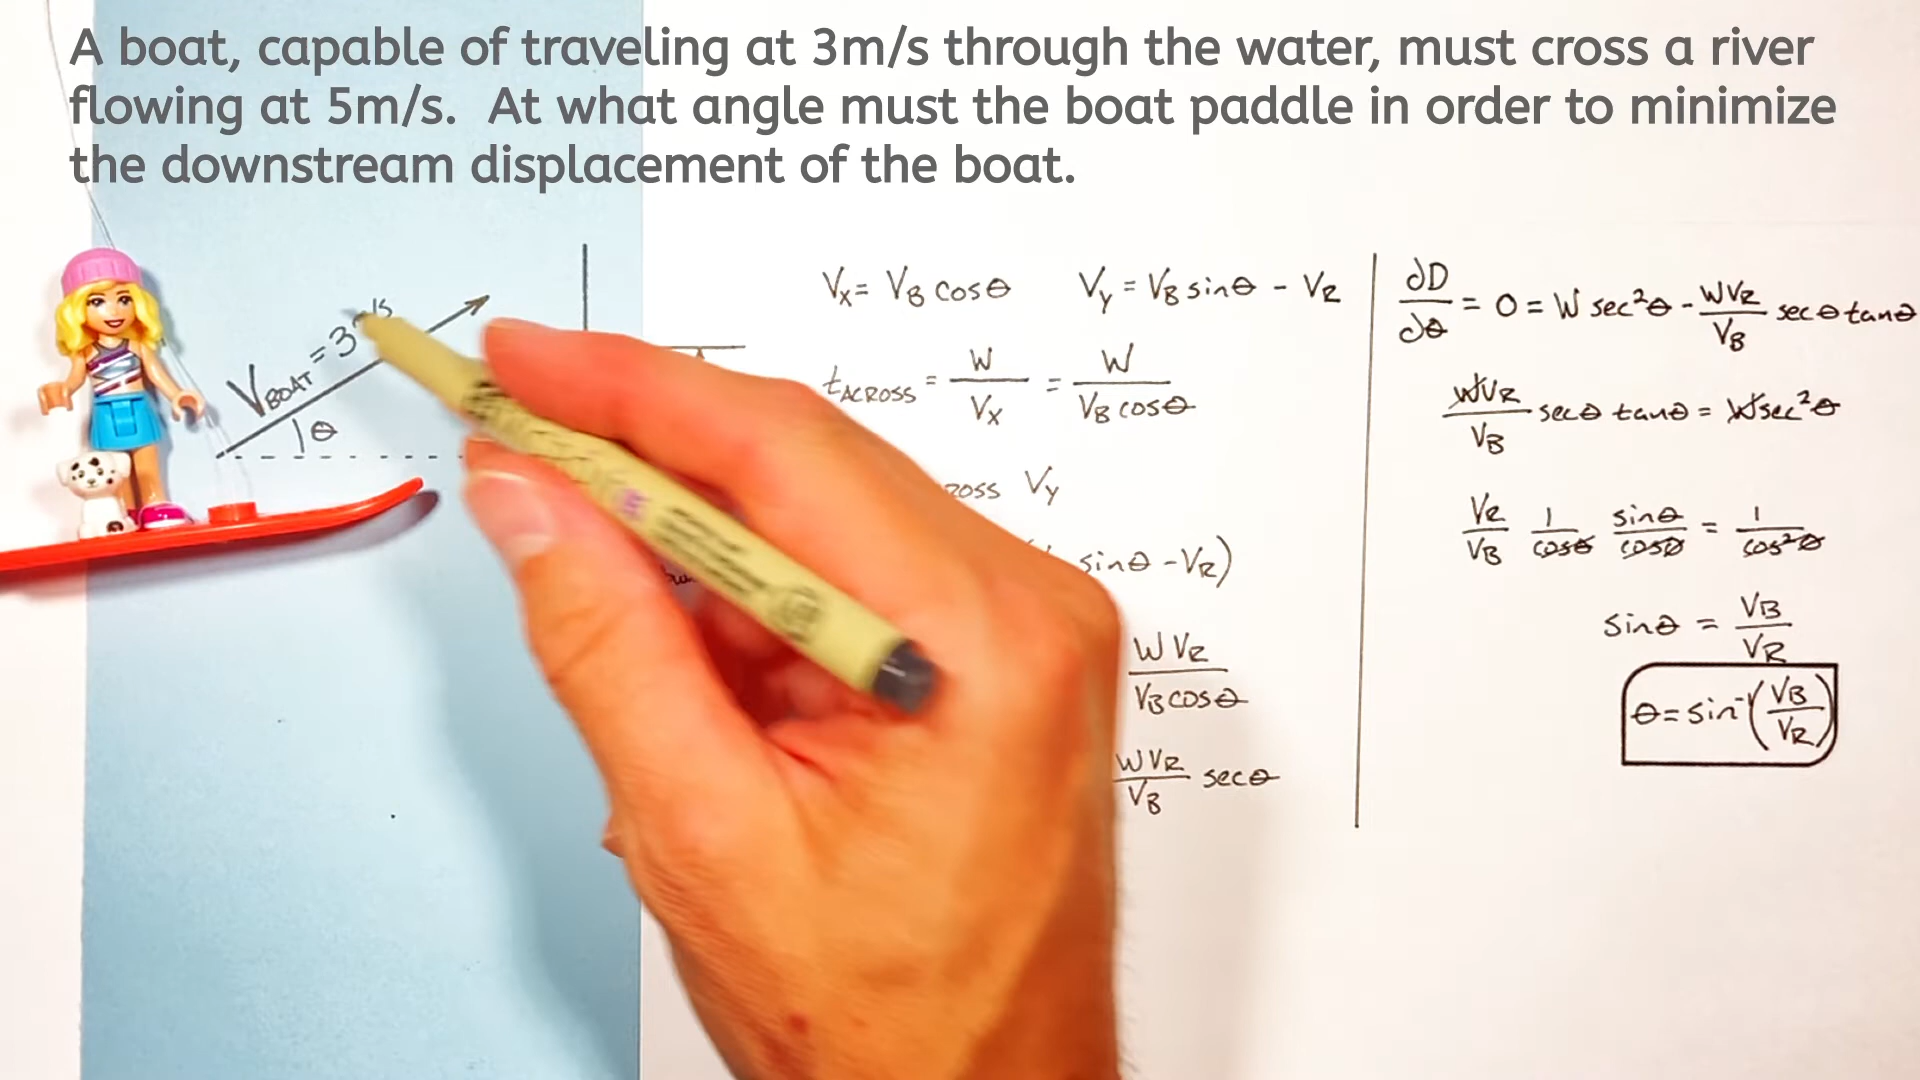 A boat, capable of traveling at 3m/s through the water, must cross a river
flowing at 5m/s. At what angle must the boat paddle in order to minimize
the downstream displacement of the boat.
V_BOAT = 3 m/s
θ
V_x = V_B cosθ
V_y = V_B sinθ - V_R
t_ACROSS = W/V_x = W/(V_B cosθ)
V_y
sinθ - V_R)
W V_R/(V_B cosθ)
W V_R/V_B secθ
∂D/∂θ = 0 = W sec²θ - WV_R/V_B secθ tanθ
WV_R/V_B secθ tanθ = W sec²θ
V_R/V_B 1/cosθ sinθ/cosθ = 1/cos²θ
sinθ = V_B/V_R
θ = sin⁻¹(V_B/V_R)